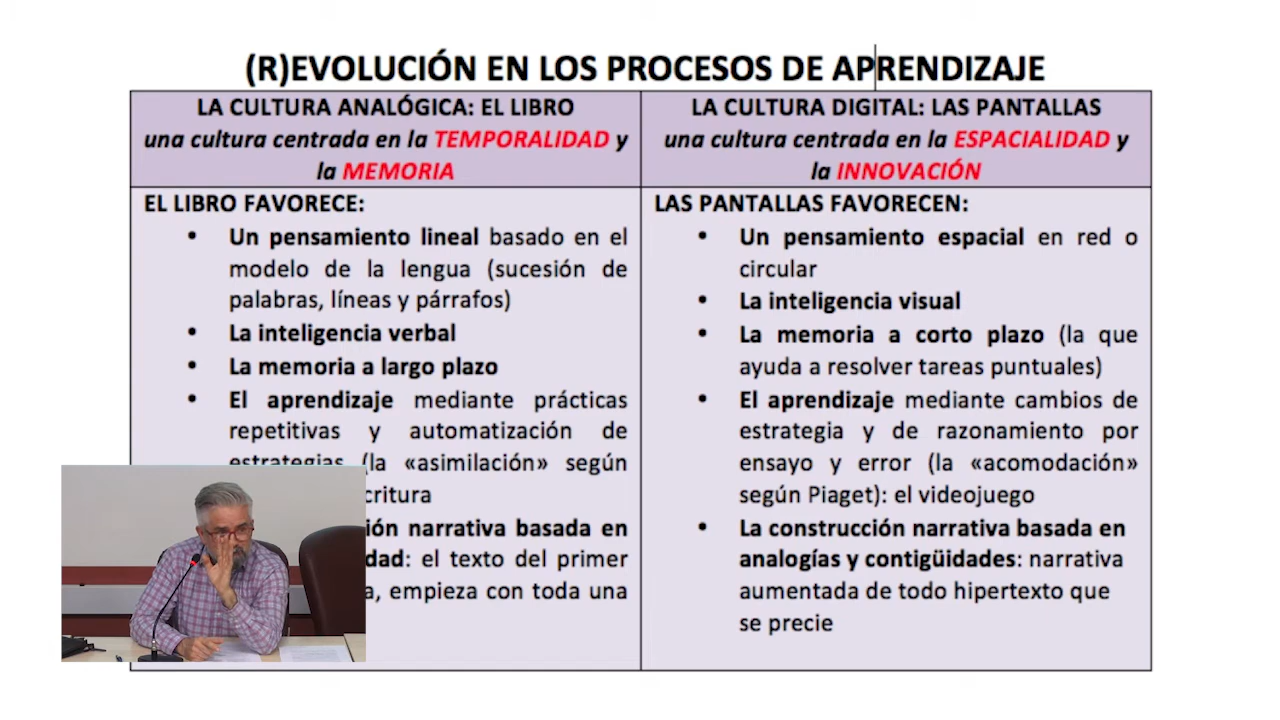 (R)EVOLUCIÓN EN LOS PROCESOS DE APRENDIZAJE
LA CULTURA ANALÓGICA: EL LIBRO
una cultura centrada en la TEMPORALIDAD y
la MEMORIA
EL LIBRO FAVORECE:
• Un pensamiento lineal basado en el
modelo de la lengua (sucesión de
palabras, líneas y párrafos)
• La inteligencia verbal
• La memoria a largo plazo
• El aprendizaje mediante prácticas
repetitivas y automatización de
estrategias (la «asimilación» según
critura
ión narrativa basada en
dad: el texto del primer
a, empieza con toda una
LA CULTURA DIGITAL: LAS PANTALLAS
una cultura centrada en la ESPACIALIDAD y
la INNOVACIÓN
LAS PANTALLAS FAVORECEN:
• Un pensamiento espacial en red o
circular
• La inteligencia visual
• La memoria a corto plazo (la que
ayuda a resolver tareas puntuales)
• El aprendizaje mediante cambios de
estrategia y de razonamiento por
ensayo y error (la «acomodación»
según Piaget): el videojuego
• La construcción narrativa basada en
analogías y contigüidades: narrativa
aumentada de todo hipertexto que
se precie